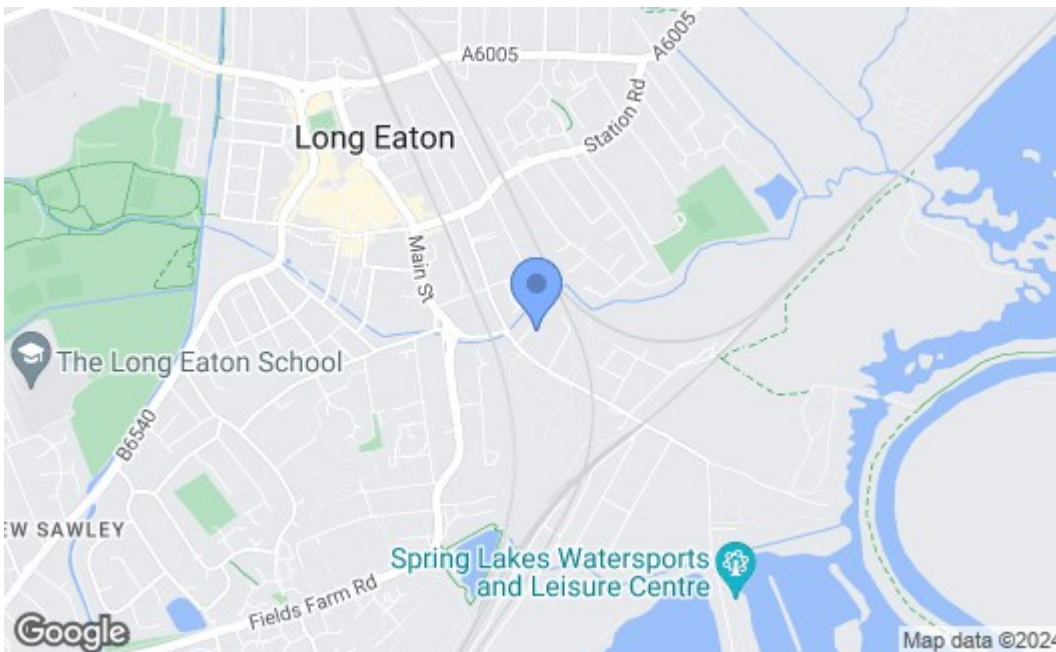 A6005
A6005
Station Rd
Long Eaton
Main St
The Long Eaton School
B6540
EW SAWLEY
Spring Lakes Watersports
and Leisure Centre
Fields Farm Rd
Google
Map data ©2024